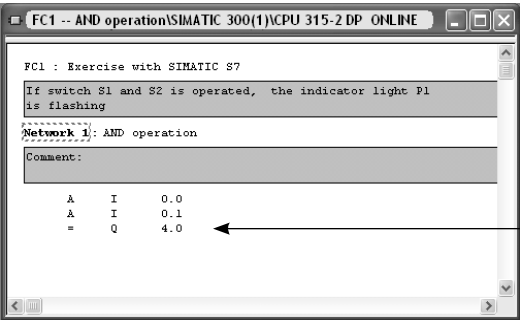 FC1 -- AND operation\SIMATIC 300(1)\CPU 315-2 DP  ONLINE
FC1 : Exercise with SIMATIC S7
If switch S1 and S2 is operated,  the indicator light P1
is flashing
Network 1: AND operation
Comment:
A I 0.0
A I 0.1
= Q 4.0